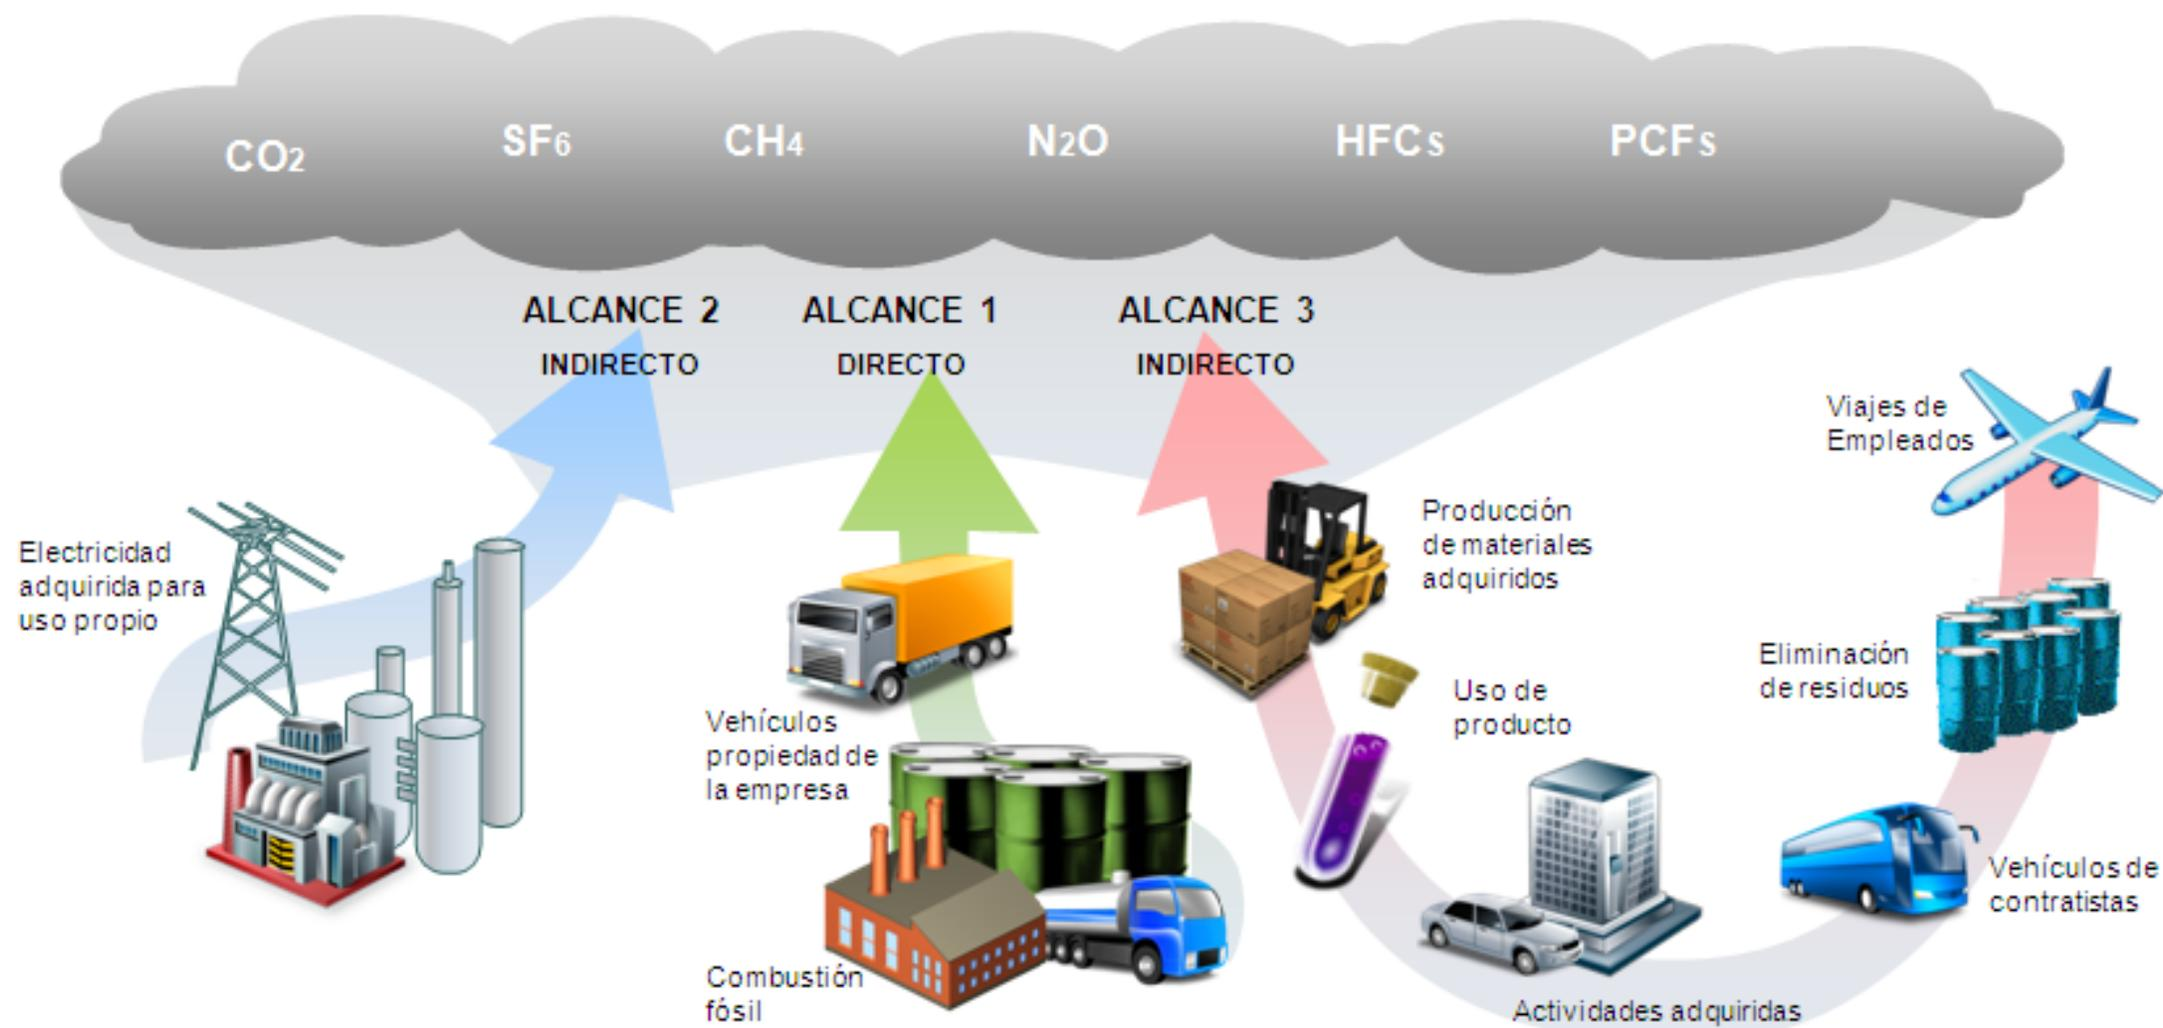 CO2
SF6
CH4
N2O
HFCs
PCFs
ALCANCE 2
INDIRECTO
ALCANCE 1
DIRECTO
ALCANCE 3
INDIRECTO
Electricidad
adquirida para
uso propio
Vehículos
propiedad de
la empresa
Combustión
fósil
Producción
de materiales
adquiridos
Uso de
producto
Actividades adquiridas
Viajes de
Empleados
Eliminación
de residuos
Vehículos de
contratistas